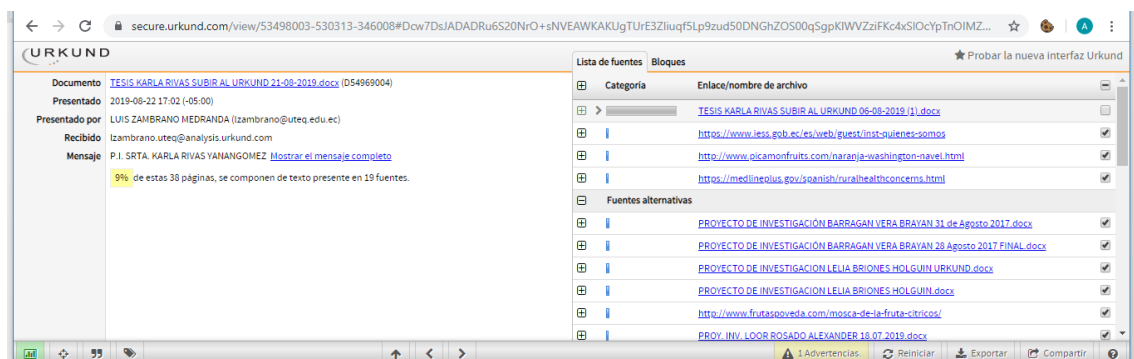 secure.urkund.com/view/53498003-530313-346008#Dcw7DsJADADRu6S20NrO+sNVEAWKAKUgTUrE3Zliuqf5Lp9zud50DNGhZOS00qSgpKIWVZziFKc4xSlOcYpTnOIMZ...
A
URKUND
Lista de fuentes Bloques
Probar la nueva interfaz Urkund
Documento TESIS KARLA RIVAS SUBIR AL URKUND 21-08-2019.docx (D54969004)
Presentado 2019-08-22 17:02 (-05:00)
Presentado por LUIS ZAMBRANO MEDRANDA (lzambrano@uteq.edu.ec)
Recibido lzambrano.uteq@analysis.urkund.com
Mensaje P.I. SRTA. KARLA RIVAS YANANGOMEZ Mostrar el mensaje completo
9% de estas 38 páginas, se componen de texto presente en 19 fuentes.
Categoría Enlace/nombre de archivo
TESIS KARLA RIVAS SUBIR AL URKUND 06-08-2019 (1).docx
https://www.iess.gob.ec/es/web/guest/inst-quienes-somos
http://www.picamonfruits.com/naranja-washington-navel.html
https://medlineplus.gov/spanish/ruralhealthconcerns.html
Fuentes alternativas
PROYECTO DE INVESTIGACIÓN BARRAGAN VERA BRAYAN 31 de Agosto 2017.docx
PROYECTO DE INVESTIGACIÓN BARRAGAN VERA BRAYAN 28 Agosto 2017 FINAL.docx
PROYECTO DE INVESTIGACION LELIA BRIONES HOLGUIN URKUND.docx
PROYECTO DE INVESTIGACION LELIA BRIONES HOLGUIN.docx
http://www.frutaspoveda.com/mosca-de-la-fruta-citricos/
PROY. INV. LOOR ROSADO ALEXANDER 18.07.2019.docx
1 Advertencias. Reiniciar Exportar Compartir